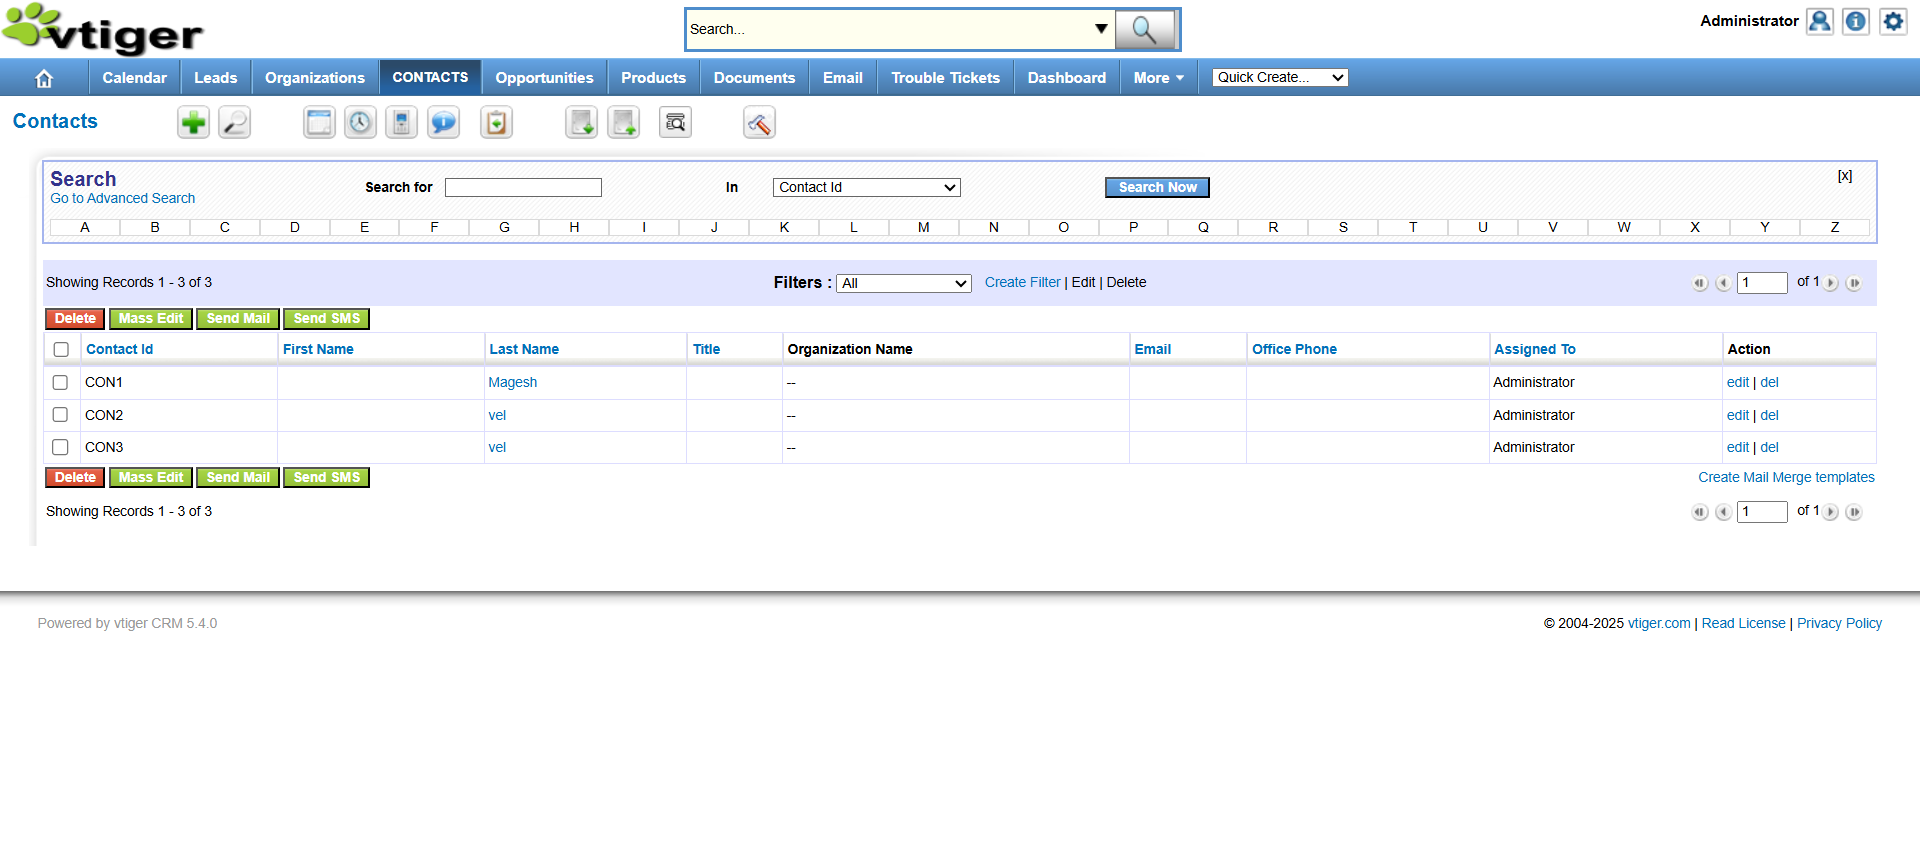 vtiger
Search...
Administrator
Calendar Leads Organizations CONTACTS Opportunities Products Documents Email Trouble Tickets Dashboard More Quick Create...
Contacts
Search
Go to Advanced Search
Search for In Contact Id Search Now [x]
A B C D E F G H I J K L M N O P Q R S T U V W X Y Z
Showing Records 1 - 3 of 3 Filters : All Create Filter | Edit | Delete 1 of 1
Delete Mass Edit Send Mail Send SMS
Contact Id First Name Last Name Title Organization Name Email Office Phone Assigned To Action
CON1 Magesh -- Administrator edit | del
CON2 vel -- Administrator edit | del
CON3 vel -- Administrator edit | del
Delete Mass Edit Send Mail Send SMS Create Mail Merge templates
Showing Records 1 - 3 of 3 1 of 1
Powered by vtiger CRM 5.4.0 © 2004-2025 vtiger.com | Read License | Privacy Policy